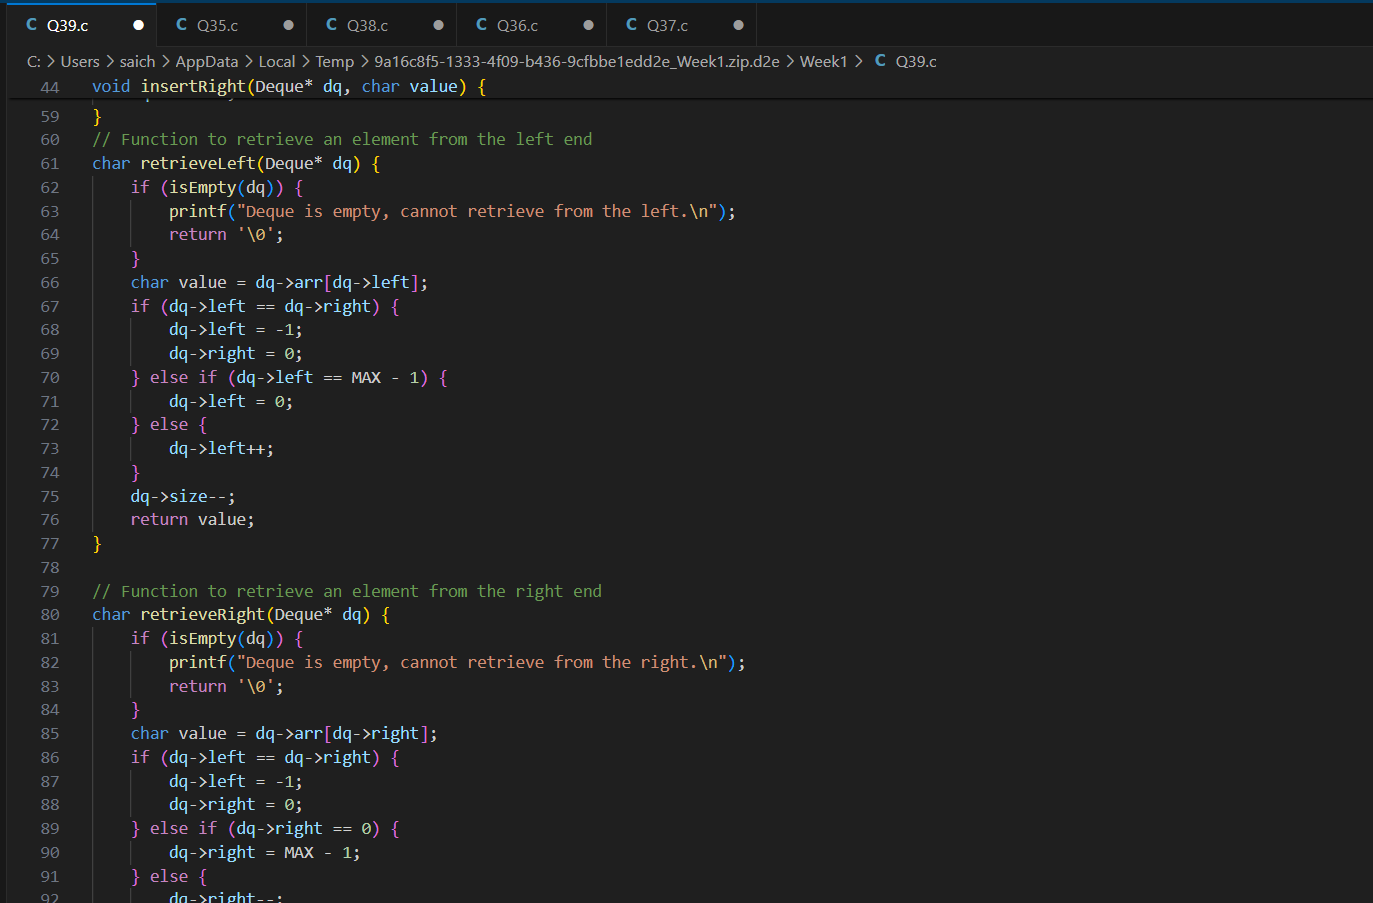 C Q39.c ● C Q35.c ● C Q38.c ● C Q36.c ● C Q37.c ●
C: > Users > saich > AppData > Local > Temp > 9a16c8f5-1333-4f09-b436-9cfbbe1edd2e_Week1.zip.d2e > Week1 > C Q39.c
44 void insertRight(Deque* dq, char value) {
59 }
60 // Function to retrieve an element from the left end
61 char retrieveLeft(Deque* dq) {
62     if (isEmpty(dq)) {
63         printf("Deque is empty, cannot retrieve from the left.\n");
64         return '\0';
65     }
66     char value = dq->arr[dq->left];
67     if (dq->left == dq->right) {
68         dq->left = -1;
69         dq->right = 0;
70     } else if (dq->left == MAX - 1) {
71         dq->left = 0;
72     } else {
73         dq->left++;
74     }
75     dq->size--;
76     return value;
77 }
78
79 // Function to retrieve an element from the right end
80 char retrieveRight(Deque* dq) {
81     if (isEmpty(dq)) {
82         printf("Deque is empty, cannot retrieve from the right.\n");
83         return '\0';
84     }
85     char value = dq->arr[dq->right];
86     if (dq->left == dq->right) {
87         dq->left = -1;
88         dq->right = 0;
89     } else if (dq->right == 0) {
90         dq->right = MAX - 1;
91     } else {
92         dq->right--;